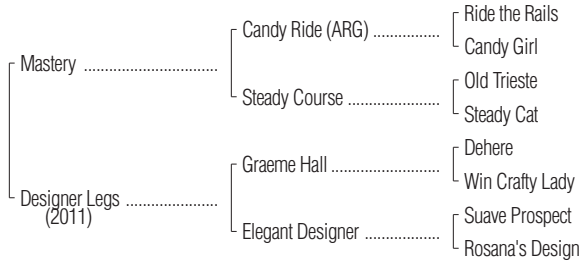 Ride the Rails
Candy Ride (ARG) ................
Candy Girl
Mastery ................................
Old Trieste
Steady Course ......................
Steady Cat
Dehere
Graeme Hall ..........................
Win Crafty Lady
Designer Legs ......................
(2011)
Suave Prospect
Elegant Designer ..................
Rosana's Design